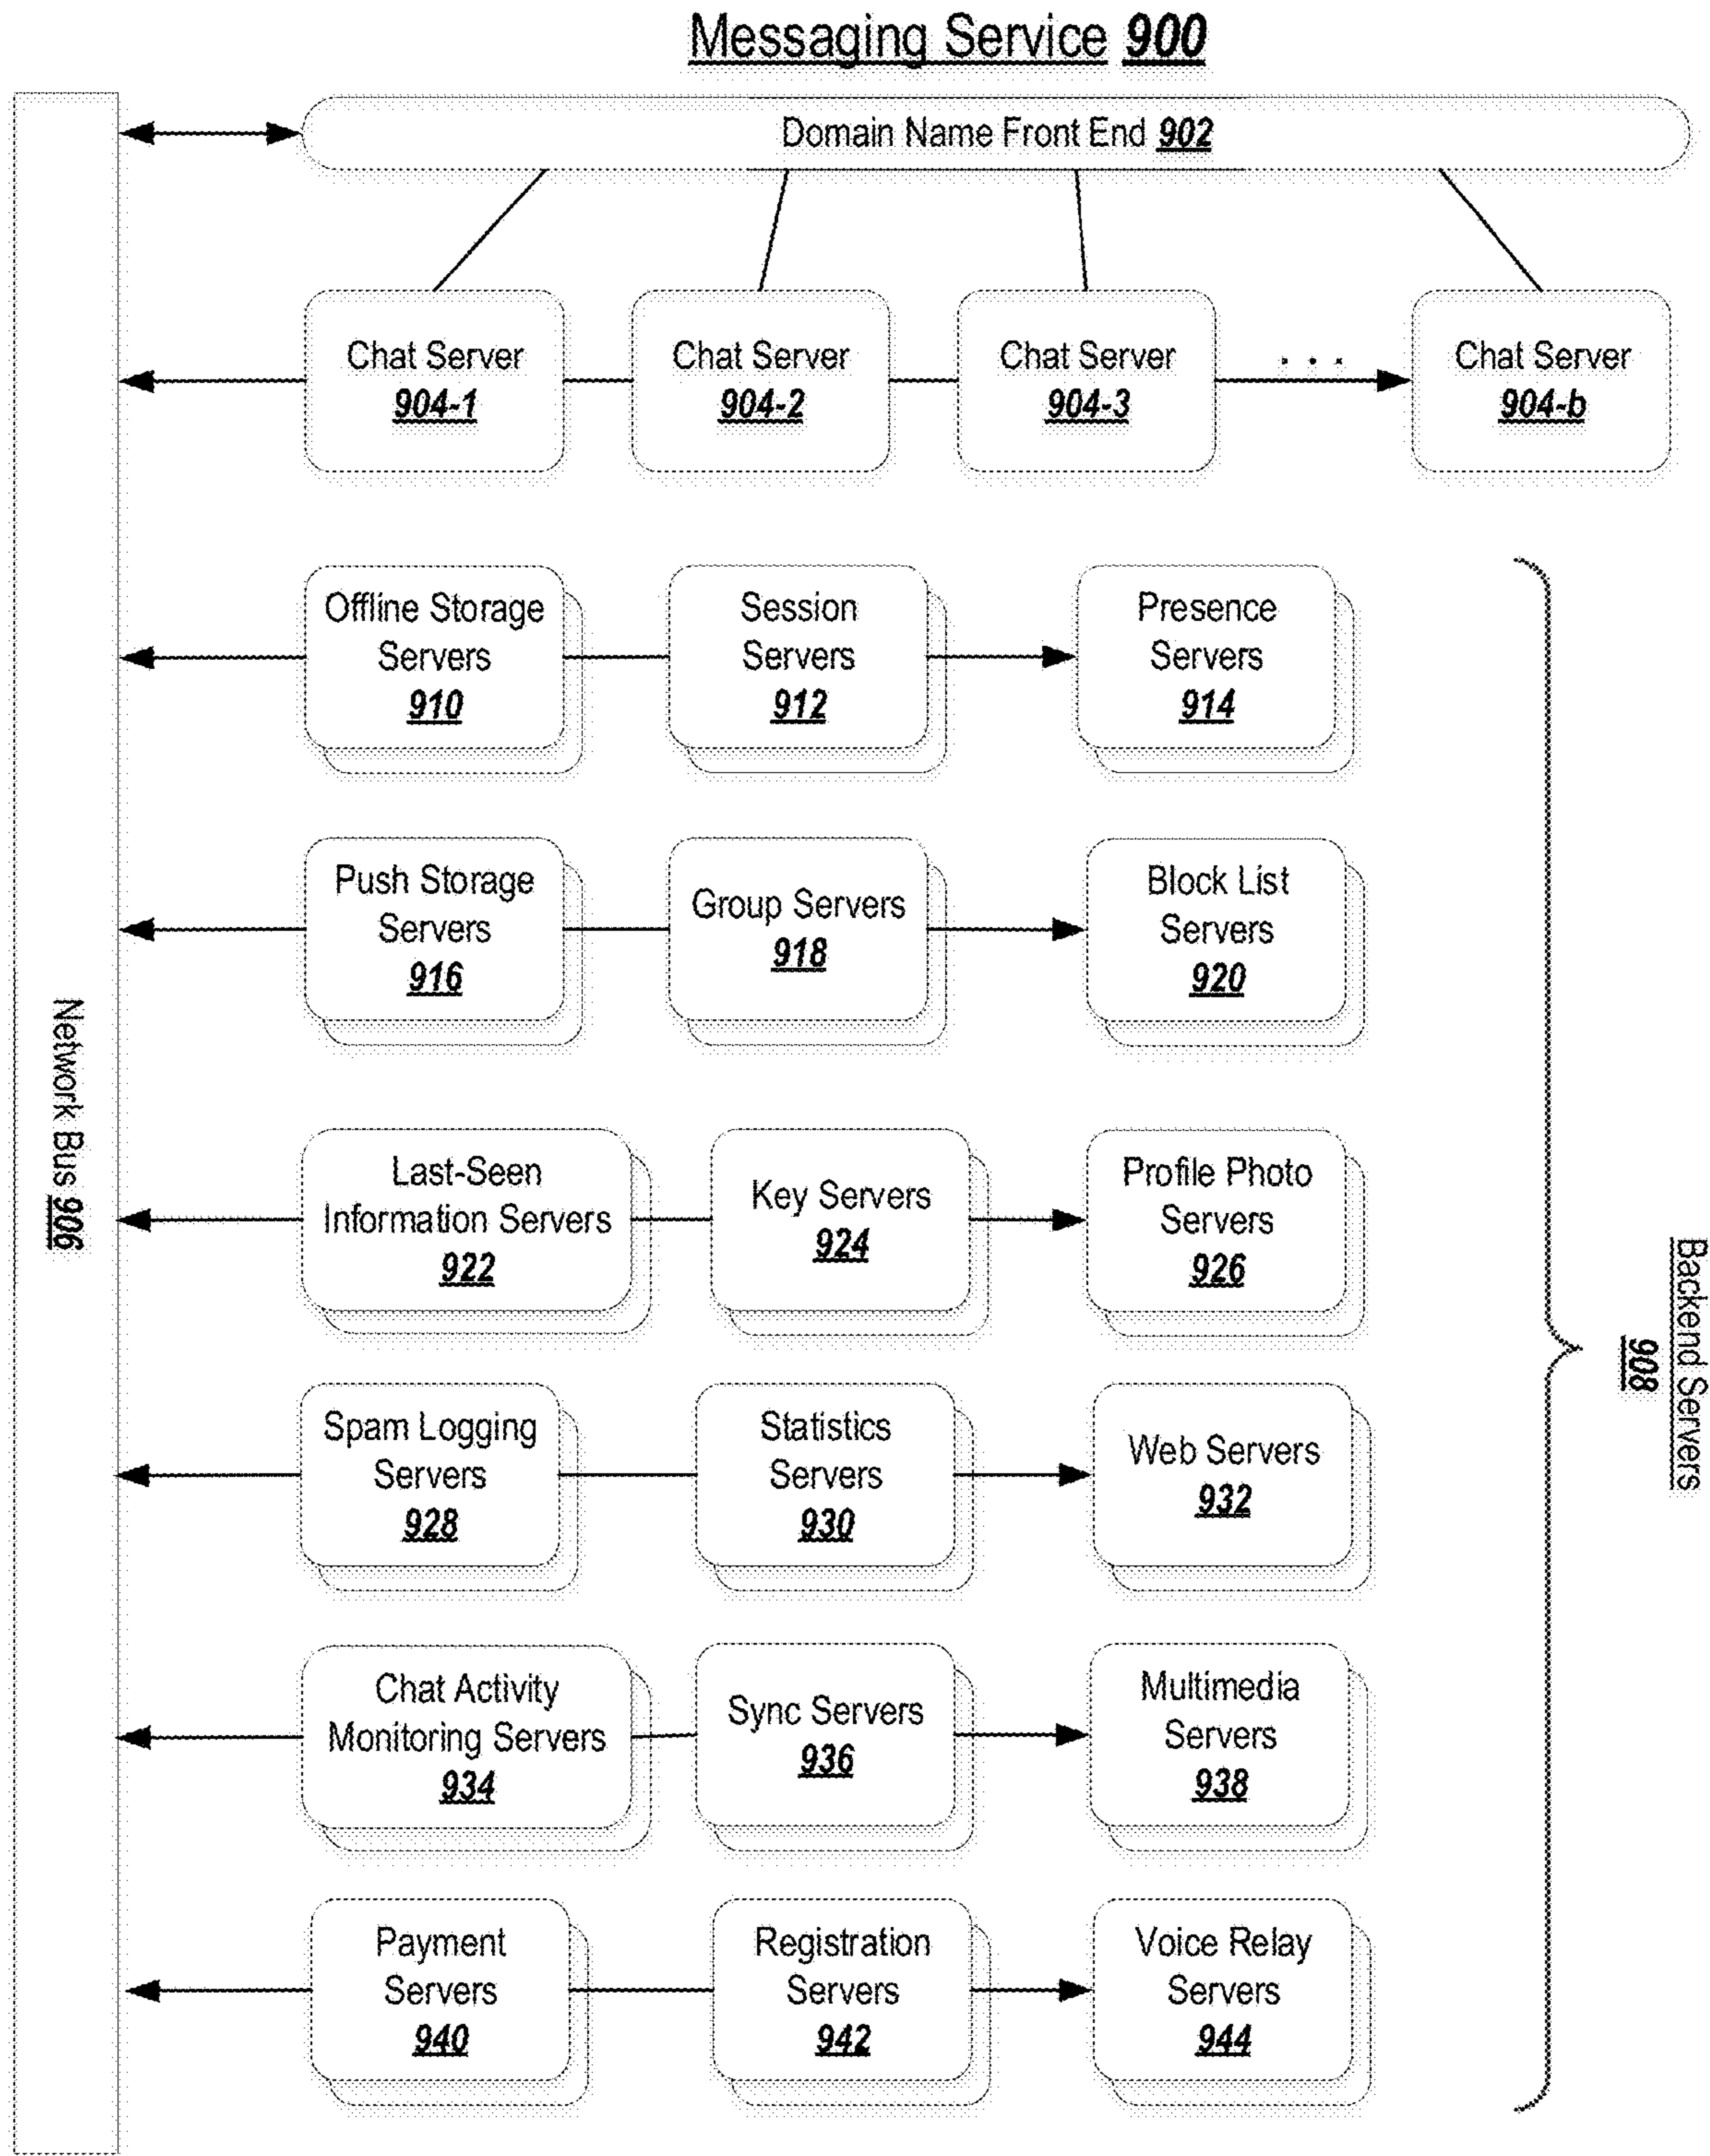 Messaging Service 900
Domain Name Front End 902
Chat Server
904-1
Chat Server
904-2
Chat Server
904-3
. . .
Chat Server
904-b
Offline Storage
Servers
910
Session
Servers
912
Presence
Servers
914
Push Storage
Servers
916
Group Servers
918
Block List
Servers
920
Network Bus 906
Last-Seen
Information Servers
922
Key Servers
924
Profile Photo
Servers
926
Backend Servers
908
Spam Logging
Servers
928
Statistics
Servers
930
Web Servers
932
Chat Activity
Monitoring Servers
934
Sync Servers
936
Multimedia
Servers
938
Payment
Servers
940
Registration
Servers
942
Voice Relay
Servers
944